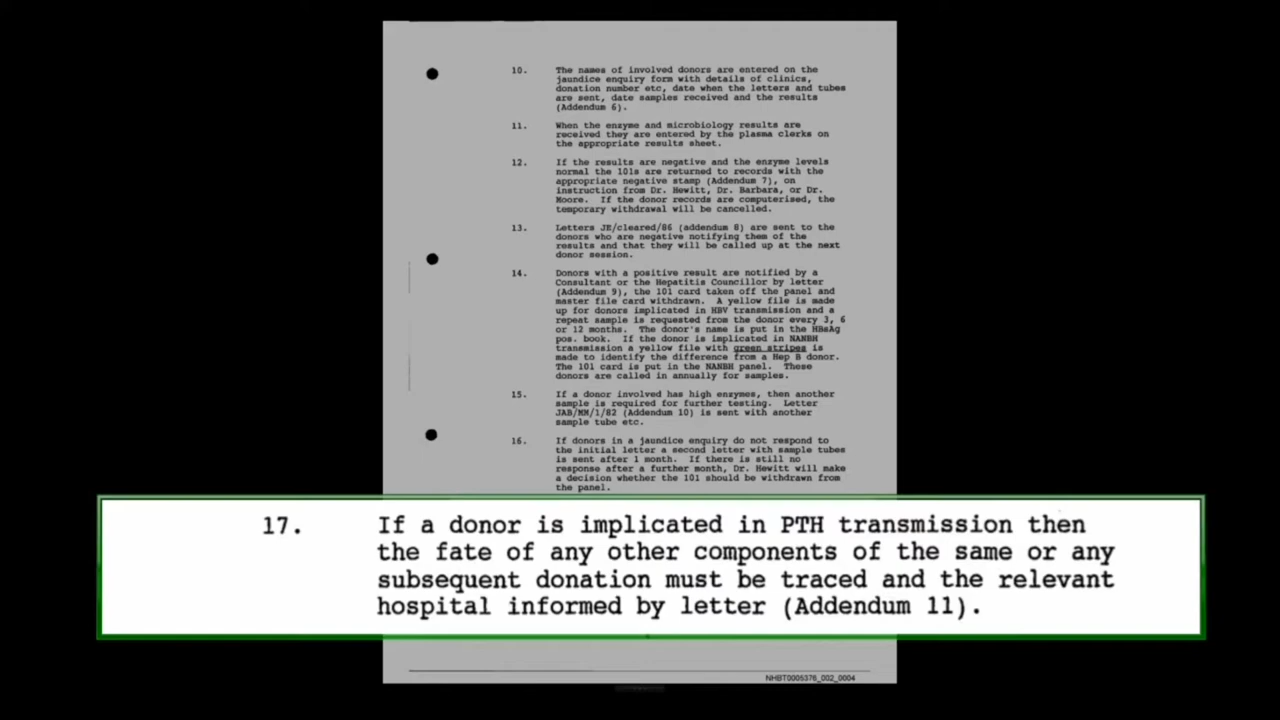 10. The names of involved donors are entered on the
jaundice enquiry form with details of clinics,
donation number etc, date when the letters and tubes
are sent, date samples received and the results
(Addendum 6).
11. When the enzyme and microbiology results are
received they are entered by the plasma clerks on
the appropriate results sheet.
12. If the results are negative and the enzyme levels
normal the 101s are returned to records with the
appropriate negative stamp (Addendum 7), on
instruction from Dr. Hewitt, Dr. Barbara, or Dr.
Moore. If the donor records are computerised, the
temporary withdrawal will be cancelled.
13. Letters JE/cleared/86 (addendum 8) are sent to the
donors who are negative notifying them of the
results and that they will be called up at the next
donor session.
14. Donors with a positive result are notified by a
Consultant or the Hepatitis Councillor by letter
(Addendum 9), the 101 card taken off the panel and
master file card withdrawn. A yellow file is made
up for donors implicated in HBV transmission and a
repeat sample is requested from the donor every 3, 6
or 12 months. The donor's name is put in the HBsAg
pos. book. If the donor is implicated in NANBH
transmission a yellow file with green stripes is
made to identify the difference from a Hep B donor.
The 101 card is put in the NANBH panel. These
donors are called in annually for samples.
15. If a donor involved has high enzymes, then another
sample is required for further testing. Letter
JAB/MM/1/82 (Addendum 10) is sent with another
sample tube etc.
16. If donors in a jaundice enquiry do not respond to
the initial letter a second letter with sample tubes
is sent after 1 month. If there is still no
response after a further month, Dr. Hewitt will make
a decision whether the 101 should be withdrawn from
the panel.
17. If a donor is implicated in PTH transmission then
the fate of any other components of the same or any
subsequent donation must be traced and the relevant
hospital informed by letter (Addendum 11).
NHBT0005376_002_0004